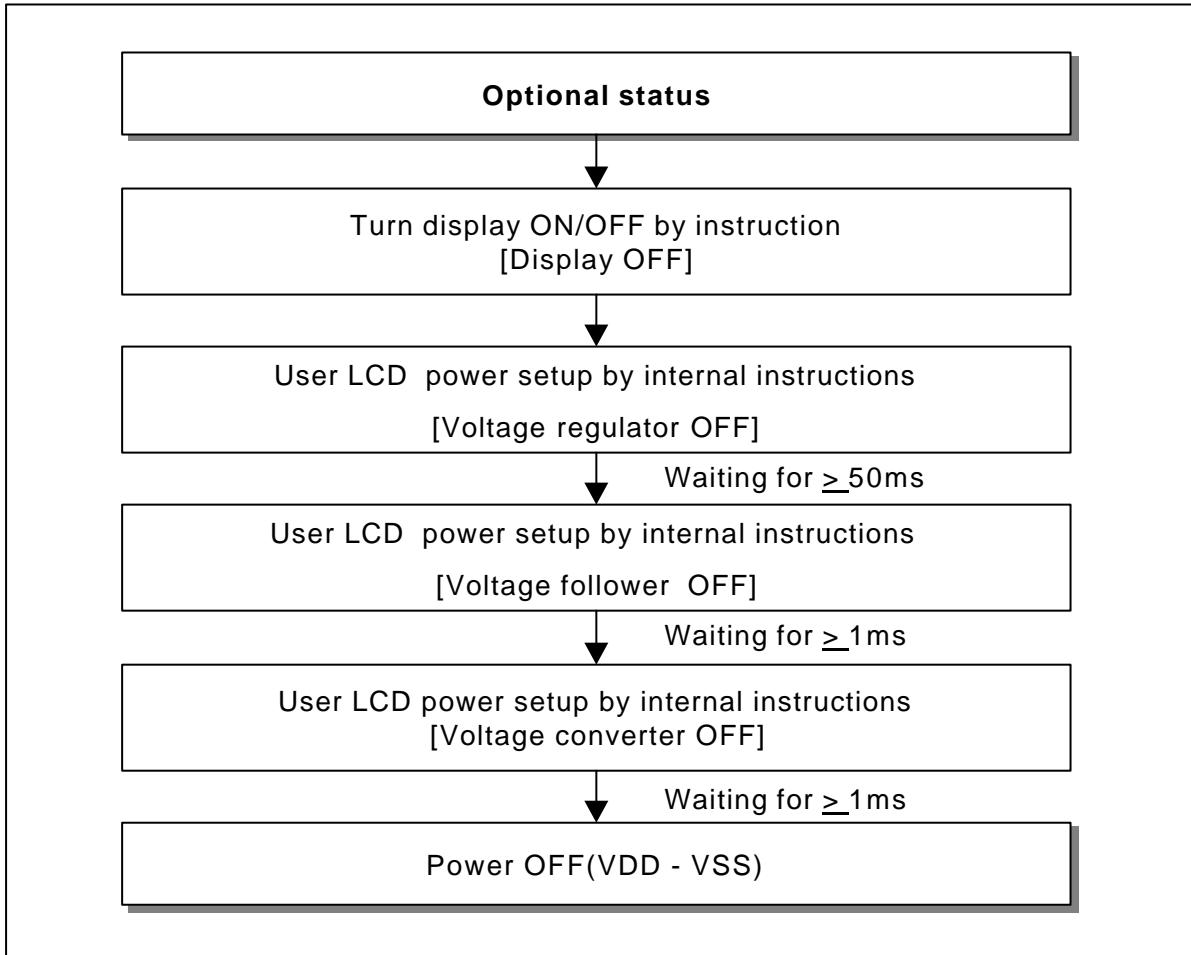 Optional status
Turn display ON/OFF by instruction
[Display OFF]
User LCD power setup by internal instructions
[Voltage regulator OFF]
Waiting for ≥ 50ms
User LCD power setup by internal instructions
[Voltage follower OFF]
Waiting for ≥ 1ms
User LCD power setup by internal instructions
[Voltage converter OFF]
Waiting for ≥ 1ms
Power OFF(VDD - VSS)